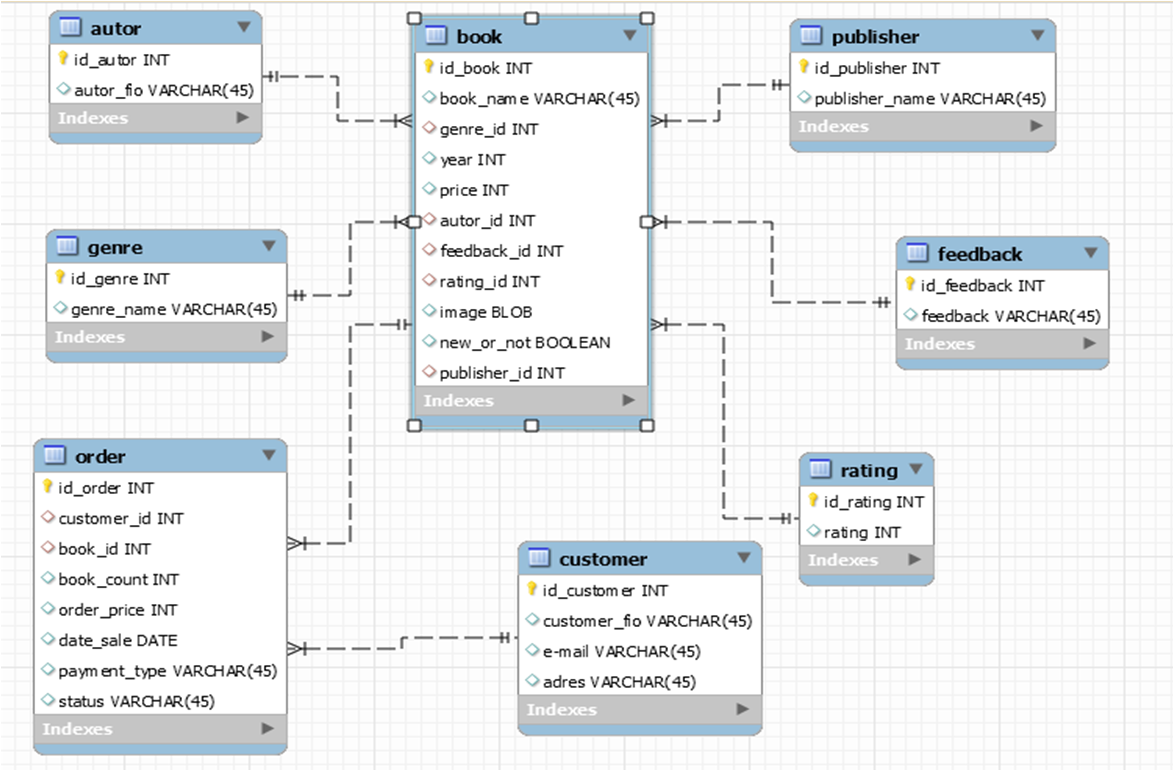 autor
id_autor INT
autor_fio VARCHAR(45)
Indexes
book
id_book INT
book_name VARCHAR(45)
genre_id INT
year INT
price INT
autor_id INT
feedback_id INT
rating_id INT
image BLOB
new_or_not BOOLEAN
publisher_id INT
Indexes
publisher
id_publisher INT
publisher_name VARCHAR(45)
Indexes
genre
id_genre INT
genre_name VARCHAR(45)
Indexes
feedback
id_feedback INT
feedback VARCHAR(45)
Indexes
order
id_order INT
customer_id INT
book_id INT
book_count INT
order_price INT
date_sale DATE
payment_type VARCHAR(45)
status VARCHAR(45)
Indexes
customer
id_customer INT
customer_fio VARCHAR(45)
e-mail VARCHAR(45)
adres VARCHAR(45)
Indexes
rating
id_rating INT
rating INT
Indexes